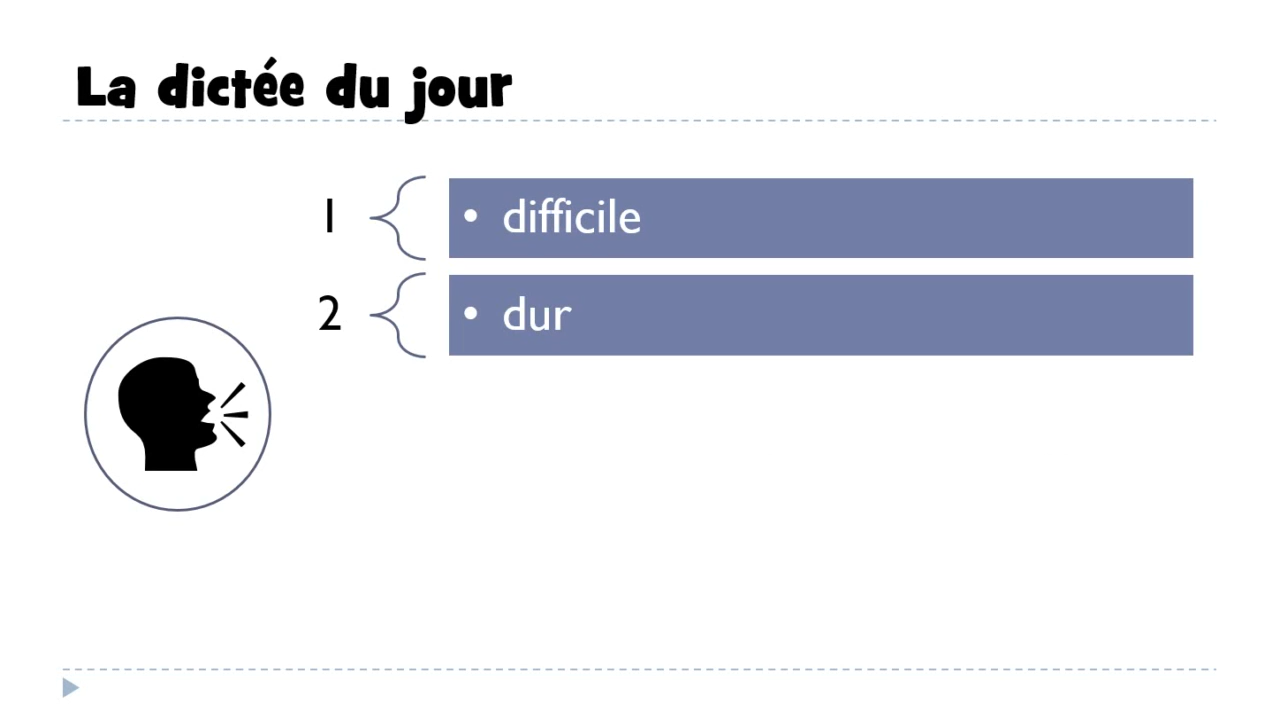 La dictée du jour
1
• difficile
2
• dur